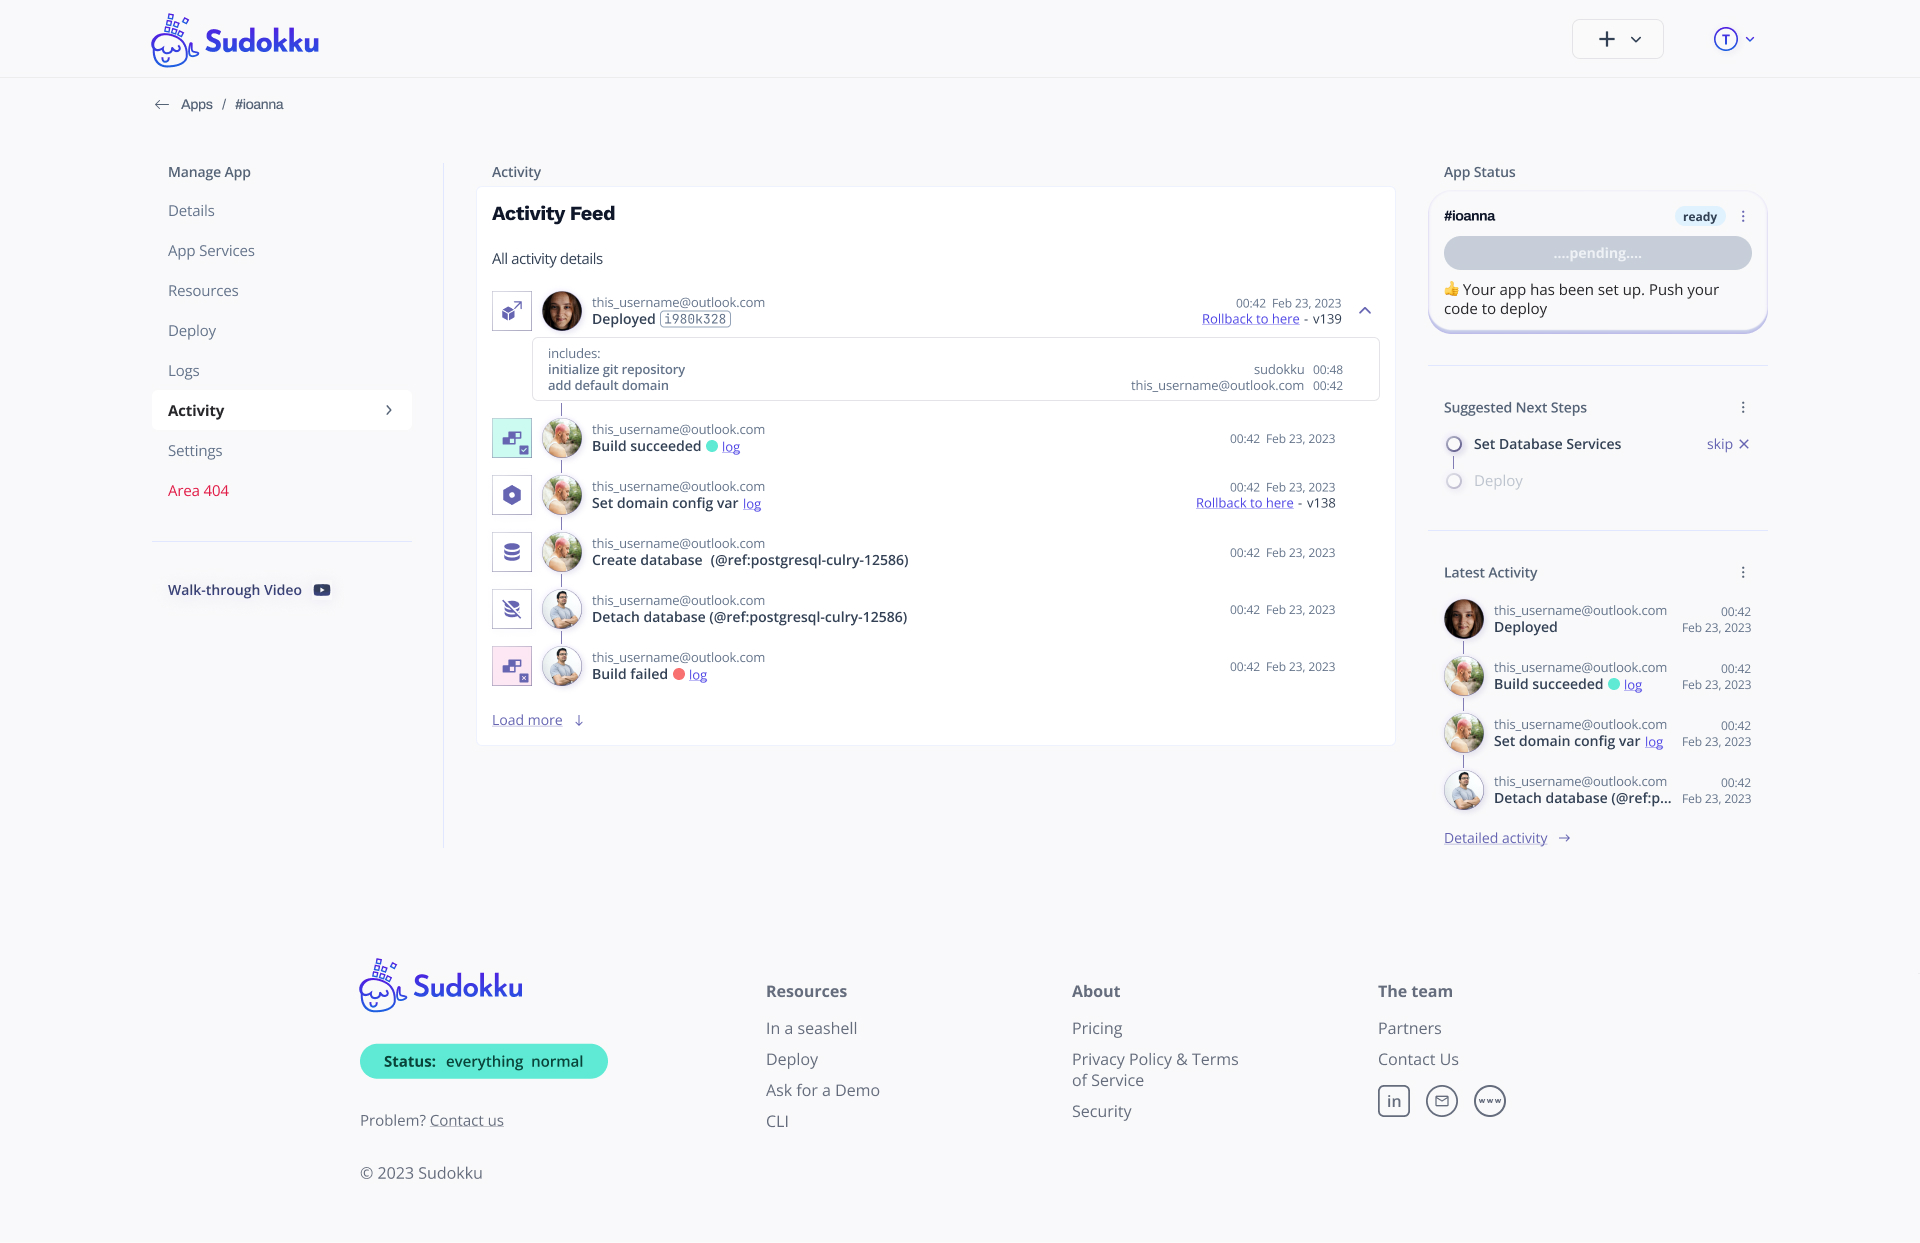 Sudokku
T
Apps / #ioanna
Manage App
Details
App Services
Resources
Deploy
Logs
Activity
Settings
Area 404
Walk-through Video
Activity
Activity Feed
All activity details
this_username@outlook.com
Deployed i980k328
00:42 Feb 23, 2023
Rollback to here - v139
includes:
initialize git repository
sudokku 00:48
add default domain
this_username@outlook.com 00:42
this_username@outlook.com
Build succeeded log
00:42 Feb 23, 2023
this_username@outlook.com
Set domain config var log
00:42 Feb 23, 2023
Rollback to here - v138
this_username@outlook.com
Create database (@ref:postgresql-culry-12586)
00:42 Feb 23, 2023
this_username@outlook.com
Detach database (@ref:postgresql-culry-12586)
00:42 Feb 23, 2023
this_username@outlook.com
Build failed log
00:42 Feb 23, 2023
Load more
App Status
#ioanna
ready
....pending....
👍 Your app has been set up. Push your
code to deploy
Suggested Next Steps
Set Database Services
skip
Deploy
Latest Activity
this_username@outlook.com
00:42
Deployed
Feb 23, 2023
this_username@outlook.com
00:42
Build succeeded log
Feb 23, 2023
this_username@outlook.com
00:42
Set domain config var log
Feb 23, 2023
this_username@outlook.com
00:42
Detach database (@ref:p...
Feb 23, 2023
Detailed activity
Sudokku
Status: everything normal
Problem? Contact us
© 2023 Sudokku
Resources
In a seashell
Deploy
Ask for a Demo
CLI
About
Pricing
Privacy Policy & Terms
of Service
Security
The team
Partners
Contact Us
in
www